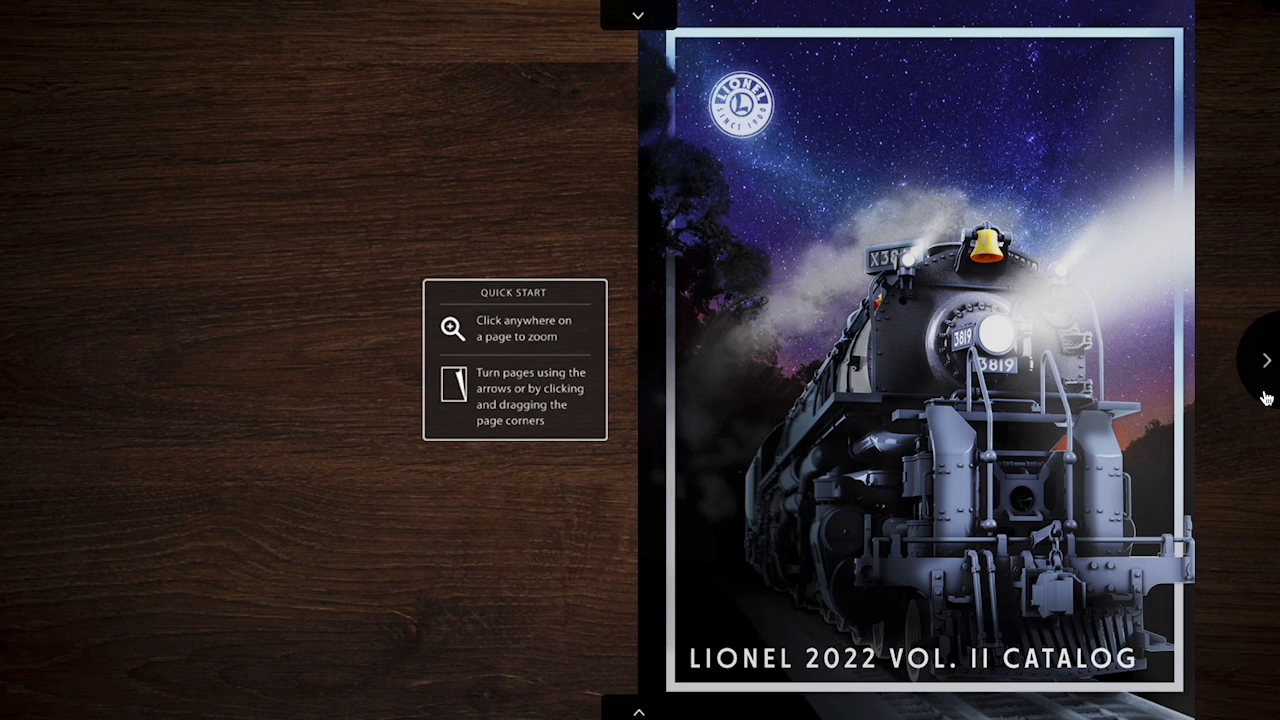 QUICK START
Click anywhere on
a page to zoom
Turn pages using the
arrows or by clicking
and dragging the
page corners
LIONEL
L
SINCE 1900
X38
3819
3819
LIONEL 2022 VOL. II CATALOG